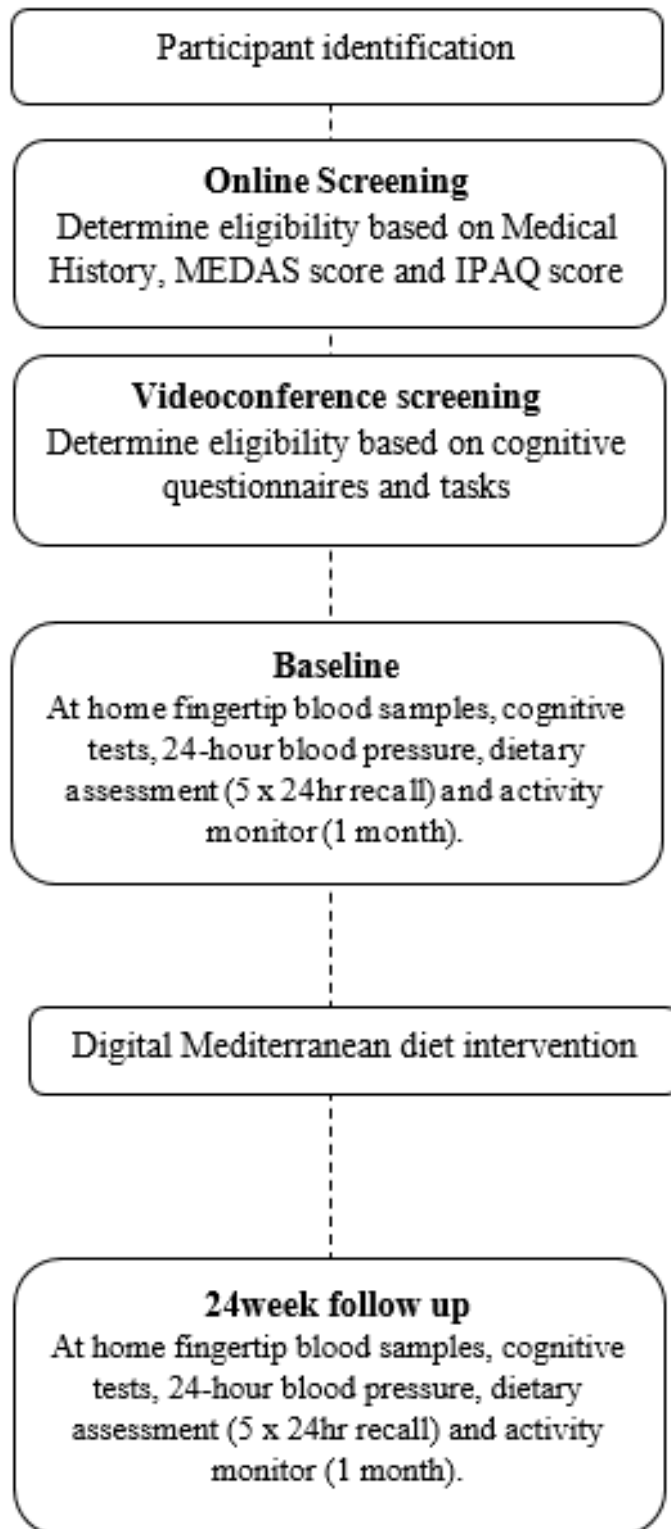 Participant identification
Online Screening
Determine eligibility based on Medical
History, MEDAS score and IPAQ score
Videoconference screening
Determine eligibility based on cognitive
questionnaires and tasks
Baseline
At home fingertip blood samples, cognitive
tests, 24-hour blood pressure, dietary
assessment (5 x 24hr recall) and activity
monitor (1 month).
Digital Mediterranean diet intervention
24week follow up
At home fingertip blood samples, cognitive
tests, 24-hour blood pressure, dietary
assessment (5 x 24hr recall) and activity
monitor (1 month).